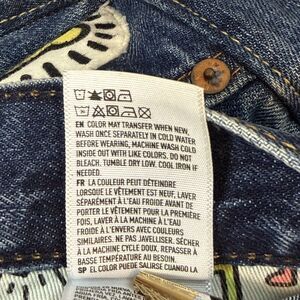 EN COLOR MAY TRANSFER WHEN NEW,
WASH ONCE SEPARATELY IN COLD WATER
BEFORE WEARING, MACHINE WASH COLD
INSIDE OUT WITH LIKE COLORS. DO NOT
BLEACH. TUMBLE DRY LOW. COOL IRON IF
NEEDED.
FR LA COULEUR PEUT DÉTEINDRE
LORSQUE LE VÊTEMENT EST NEUF, LAVER
SÉPARÉMENT À L'EAU FROIDE AVANT DE
PORTER LE VÊTEMENT POUR LA PREMIÈRE
FOIS, LAVER À LA MACHINE À L'EAU FROIDE
À L'ENVERS AVEC COULEURS
SIMILAIRES. NE PAS JAVELLISER. SÉCHER
À LA MACHINE CYCLE DOUX. REPASSER À
BASSE TEMPÉRATURE AU BESOIN.
SP EL COLOR PUEDE SALIRSE CUANDO LA